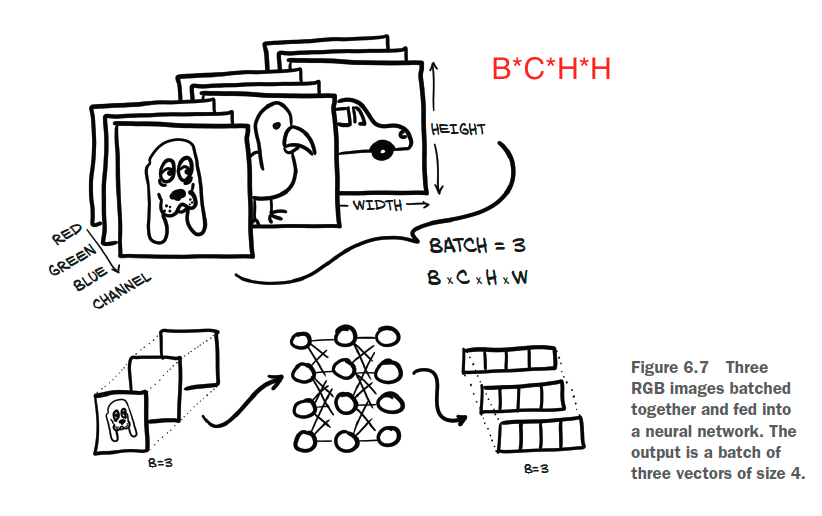 B*C*H*H
HEIGHT
WIDTH
RED
GREEN
BLUE
CHANNEL
BATCH = 3
B x C x H x W
B=3
B=3
Figure 6.7 Three
RGB images batched
together and fed into
a neural network. The
output is a batch of
three vectors of size 4.